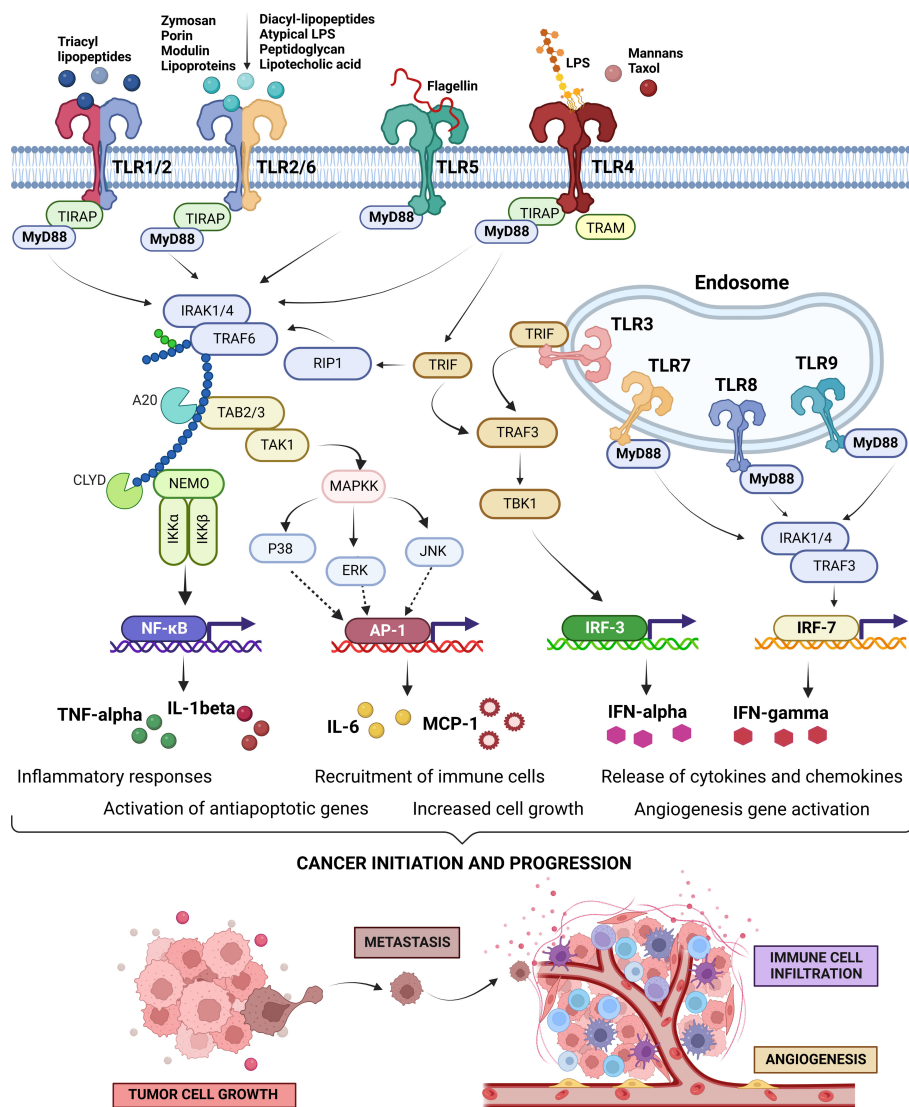 Triacyl
lipopeptides
Zymosan
Porin
Modulin
Lipoproteins
Diacyl-lipopeptides
Atypical LPS
Peptidoglycan
Lipotecholic acid
Flagellin
LPS
Mannans
Taxol
TLR1/2
TLR2/6
TLR5
TLR4
TIRAP
MyD88
TIRAP
MyD88
MyD88
TIRAP
MyD88
TRAM
Endosome
IRAK1/4
TRAF6
RIP1
TRIF
TRIF
TLR3
TLR7
TLR8
TLR9
A20
TAB2/3
TAK1
TRAF3
MyD88
MyD88
MyD88
CLYD
NEMO
IKKα
IKKβ
MAPKK
TBK1
P38
ERK
JNK
IRAK1/4
TRAF3
NF-κB
AP-1
IRF-3
IRF-7
TNF-alpha
IL-1beta
IL-6
MCP-1
IFN-alpha
IFN-gamma
Inflammatory responses
Recruitment of immune cells
Release of cytokines and chemokines
Activation of antiapoptotic genes
Increased cell growth
Angiogenesis gene activation
CANCER INITIATION AND PROGRESSION
METASTASIS
IMMUNE CELL
INFILTRATION
ANGIOGENESIS
TUMOR CELL GROWTH